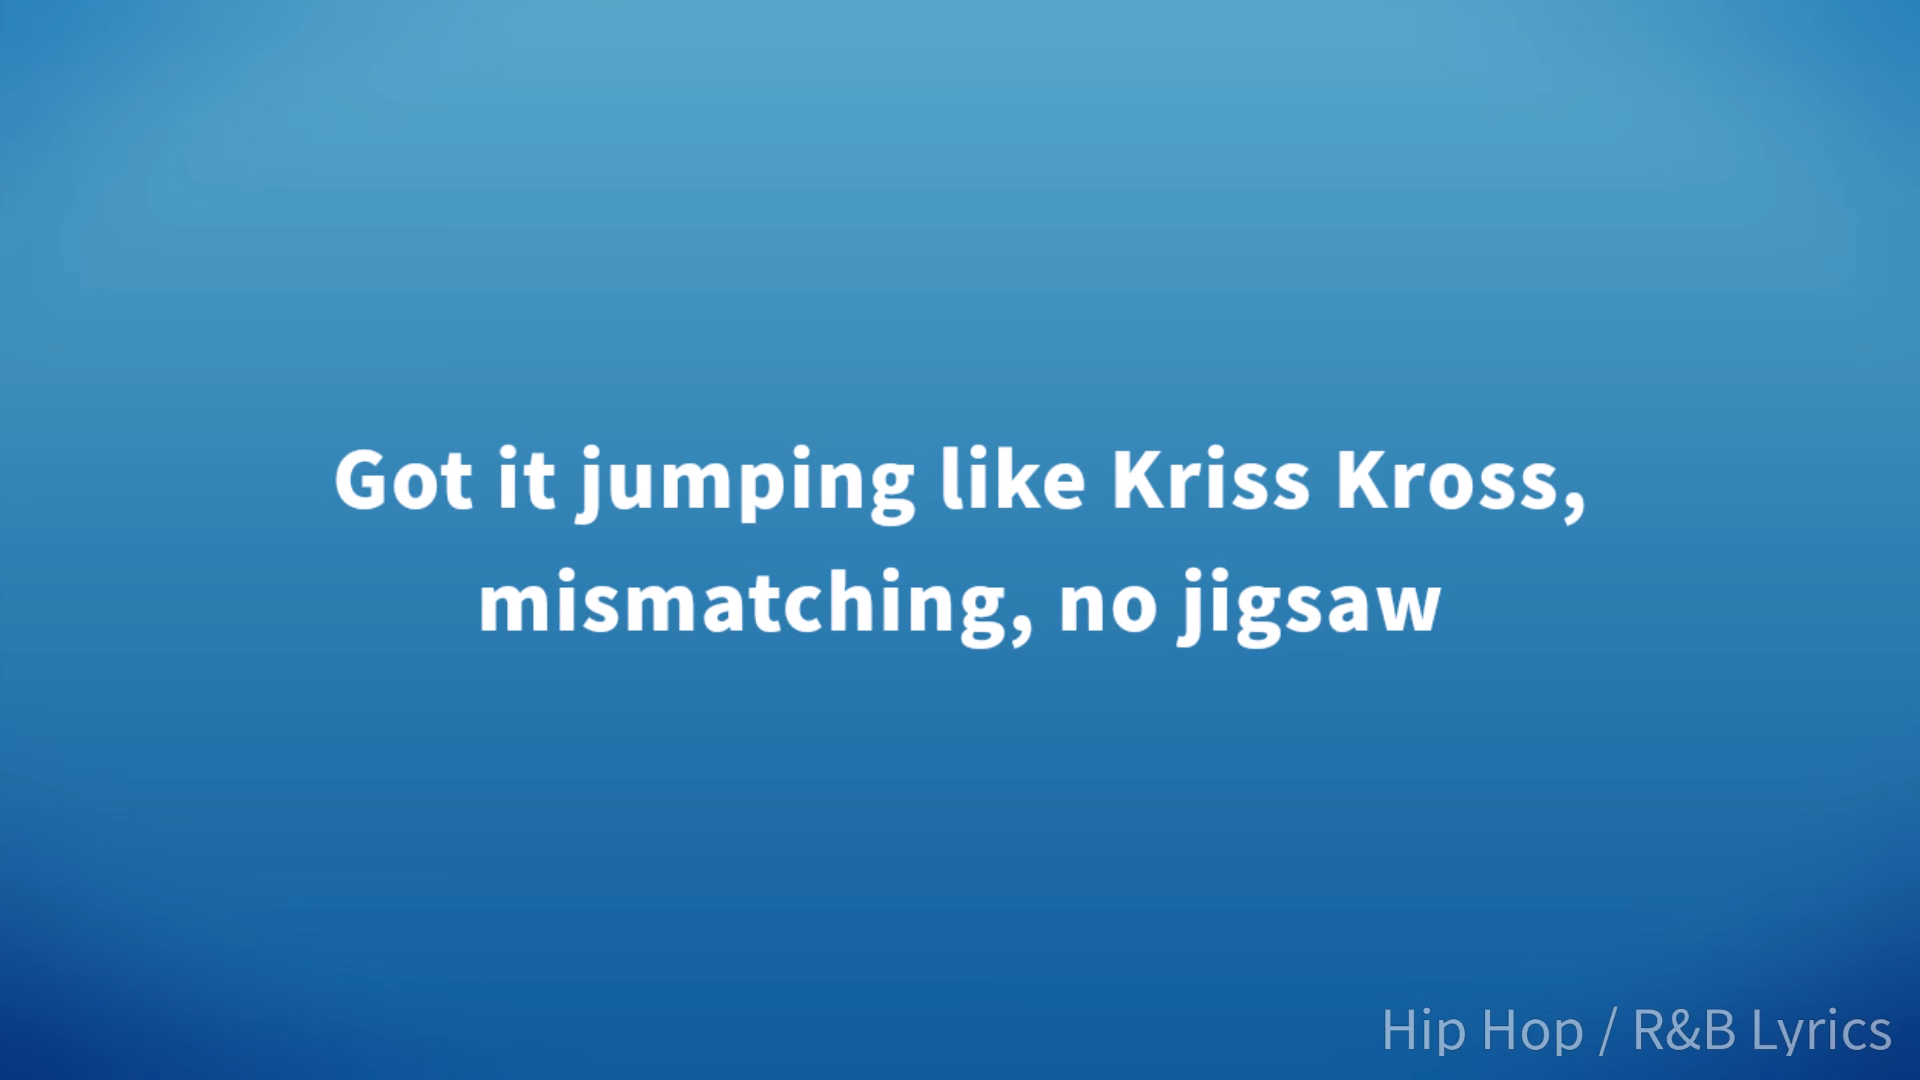 Got it jumping like Kriss Kross,
mismatching, no jigsaw
Hip Hop / R&B Lyrics